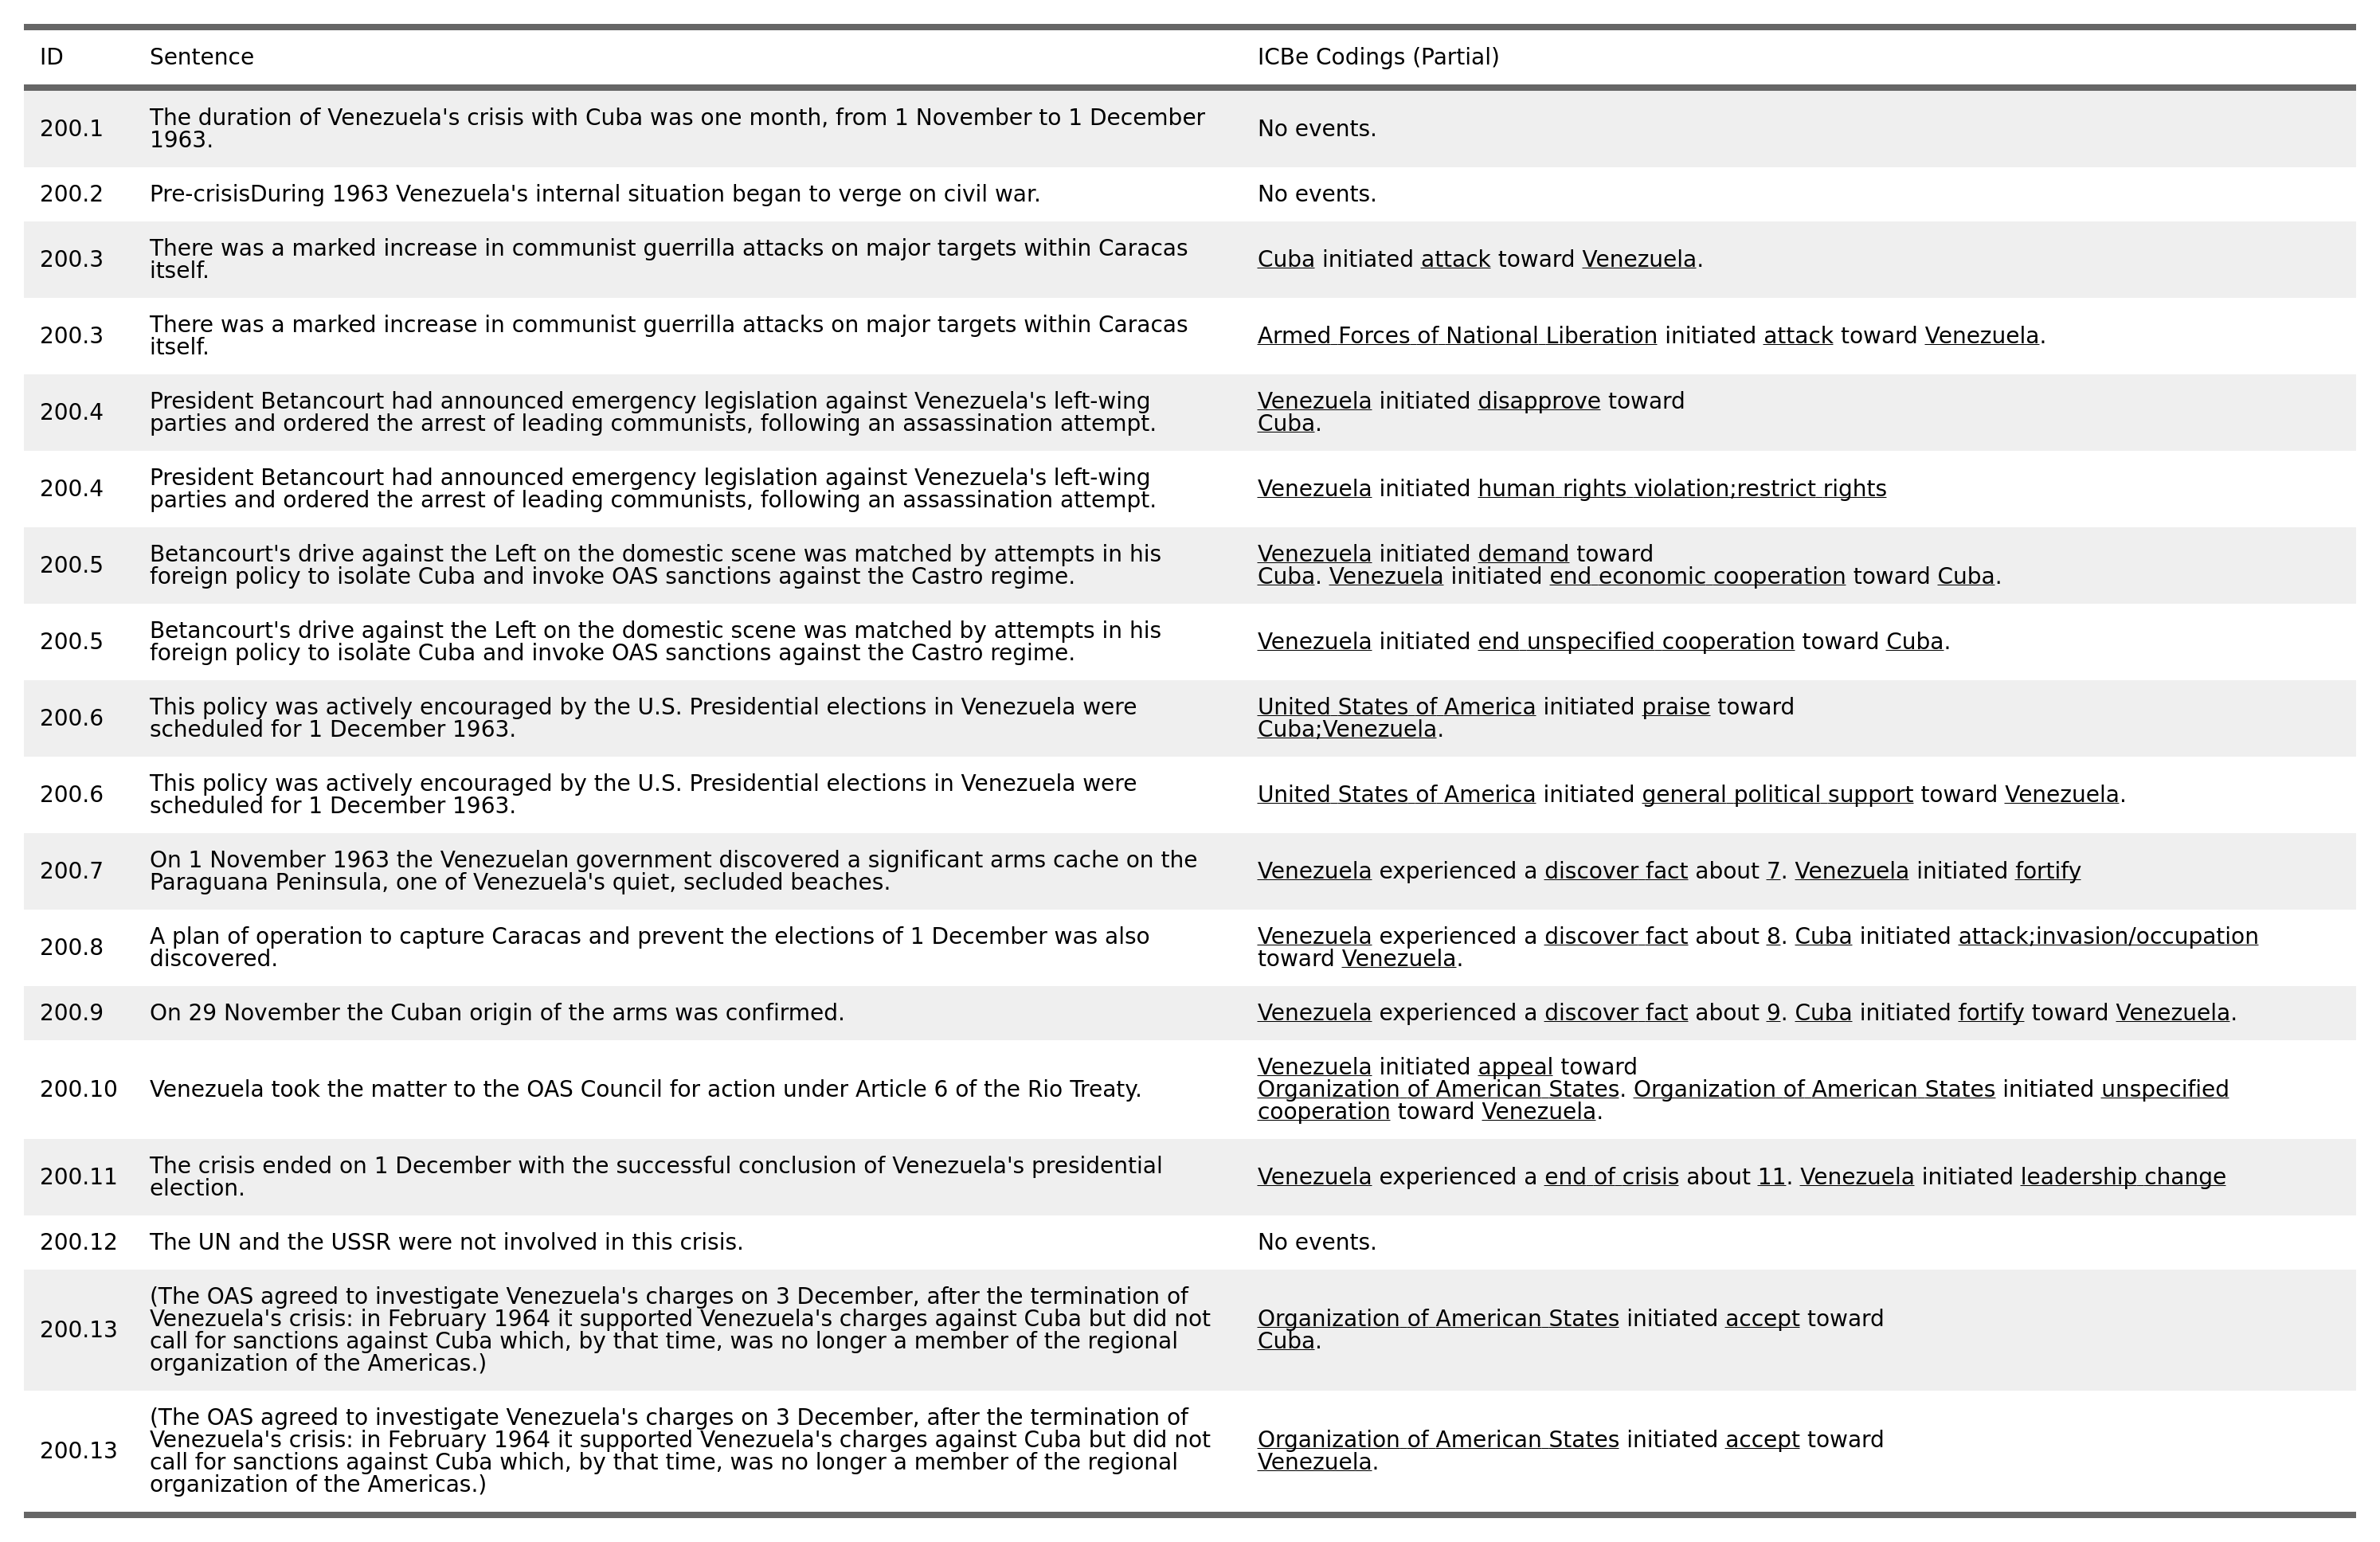 ID Sentence ICBe Codings (Partial)
200.1 The duration of Venezuela's crisis with Cuba was one month, from 1 November to 1 December
1963. No events.
200.2 Pre-crisisDuring 1963 Venezuela's internal situation began to verge on civil war. No events.
200.3 There was a marked increase in communist guerrilla attacks on major targets within Caracas
itself. Cuba initiated attack toward Venezuela.
200.3 There was a marked increase in communist guerrilla attacks on major targets within Caracas
itself. Armed Forces of National Liberation initiated attack toward Venezuela.
200.4 President Betancourt had announced emergency legislation against Venezuela's left-wing
parties and ordered the arrest of leading communists, following an assassination attempt.
Venezuela initiated disapprove toward
Cuba.
200.4 President Betancourt had announced emergency legislation against Venezuela's left-wing
parties and ordered the arrest of leading communists, following an assassination attempt.
Venezuela initiated human rights violation;restrict rights
200.5 Betancourt's drive against the Left on the domestic scene was matched by attempts in his
foreign policy to isolate Cuba and invoke OAS sanctions against the Castro regime.
Venezuela initiated demand toward
Cuba. Venezuela initiated end economic cooperation toward Cuba.
200.5 Betancourt's drive against the Left on the domestic scene was matched by attempts in his
foreign policy to isolate Cuba and invoke OAS sanctions against the Castro regime.
Venezuela initiated end unspecified cooperation toward Cuba.
200.6 This policy was actively encouraged by the U.S. Presidential elections in Venezuela were
scheduled for 1 December 1963.
United States of America initiated praise toward
Cuba;Venezuela.
200.6 This policy was actively encouraged by the U.S. Presidential elections in Venezuela were
scheduled for 1 December 1963.
United States of America initiated general political support toward Venezuela.
200.7 On 1 November 1963 the Venezuelan government discovered a significant arms cache on the
Paraguana Peninsula, one of Venezuela's quiet, secluded beaches.
Venezuela experienced a discover fact about 7. Venezuela initiated fortify
200.8 A plan of operation to capture Caracas and prevent the elections of 1 December was also
discovered.
Venezuela experienced a discover fact about 8. Cuba initiated attack;invasion/occupation
toward Venezuela.
200.9 On 29 November the Cuban origin of the arms was confirmed.
Venezuela experienced a discover fact about 9. Cuba initiated fortify toward Venezuela.
200.10 Venezuela took the matter to the OAS Council for action under Article 6 of the Rio Treaty.
Venezuela initiated appeal toward
Organization of American States. Organization of American States initiated unspecified
cooperation toward Venezuela.
200.11 The crisis ended on 1 December with the successful conclusion of Venezuela's presidential
election.
Venezuela experienced a end of crisis about 11. Venezuela initiated leadership change
200.12 The UN and the USSR were not involved in this crisis. No events.
200.13 (The OAS agreed to investigate Venezuela's charges on 3 December, after the termination of
Venezuela's crisis: in February 1964 it supported Venezuela's charges against Cuba but did not
call for sanctions against Cuba which, by that time, was no longer a member of the regional
organization of the Americas.)
Organization of American States initiated accept toward
Cuba.
200.13 (The OAS agreed to investigate Venezuela's charges on 3 December, after the termination of
Venezuela's crisis: in February 1964 it supported Venezuela's charges against Cuba but did not
call for sanctions against Cuba which, by that time, was no longer a member of the regional
organization of the Americas.)
Organization of American States initiated accept toward
Venezuela.